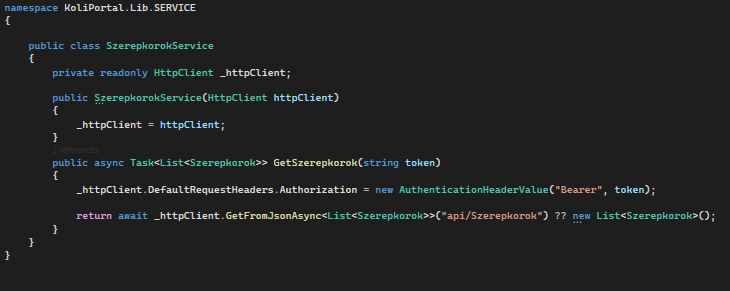 namespace KoliPortal.Lib.SERVICE
{
    public class SzerepkorokService
    {
        private readonly HttpClient _httpClient;
        public SzerepkorokService(HttpClient httpClient)
        {
            _httpClient = httpClient;
        }
        2 references
        public async Task<List<Szerepkorok>> GetSzerepkorok(string token)
        {
            _httpClient.DefaultRequestHeaders.Authorization = new AuthenticationHeaderValue("Bearer", token);
            return await _httpClient.GetFromJsonAsync<List<Szerepkorok>>("api/Szerepkorok") ?? new List<Szerepkorok>();
        }
    }
}